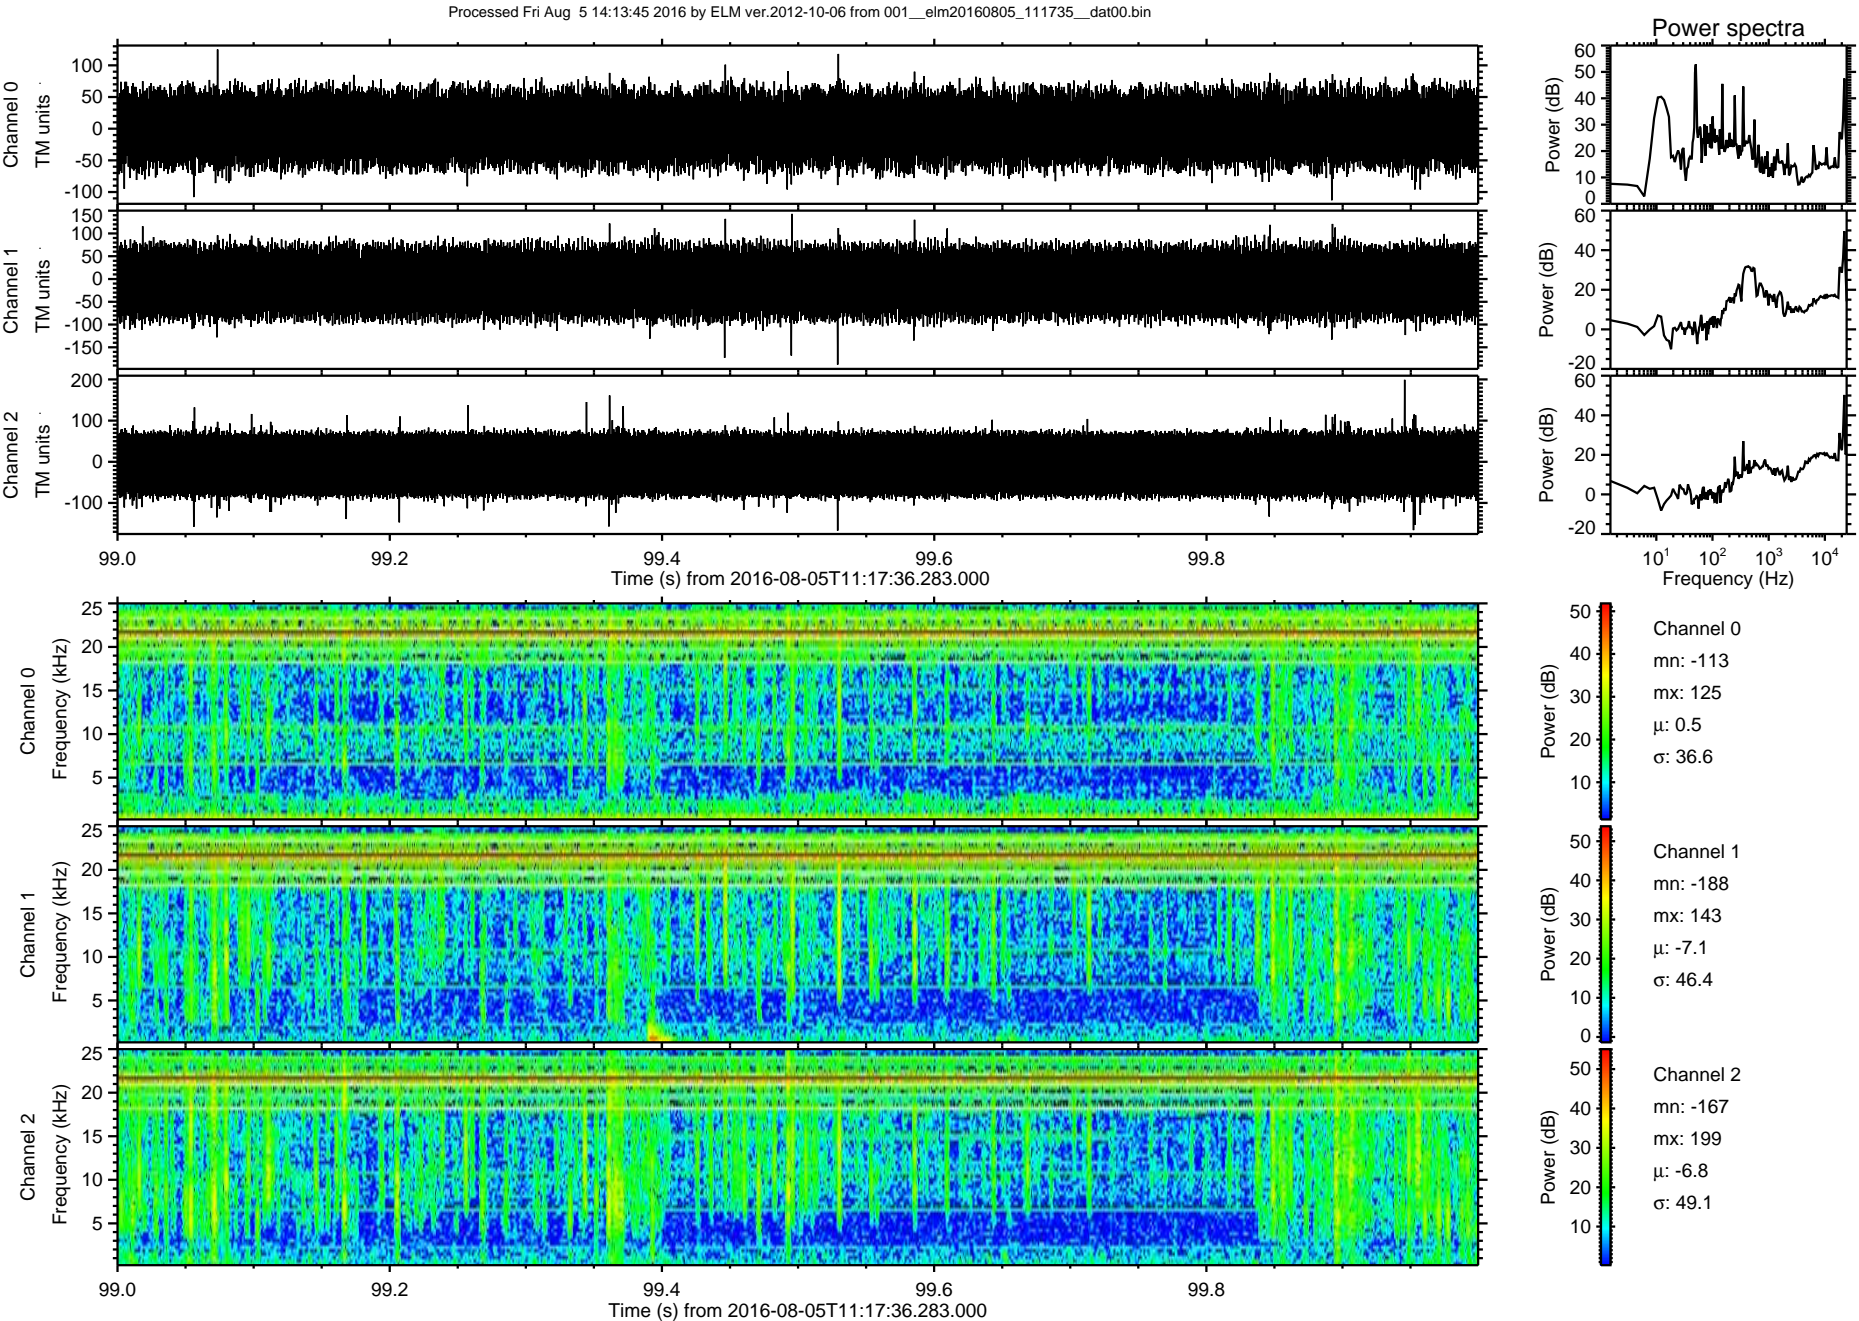 Processed Fri Aug 5 14:13:45 2016 by ELM ver.2012-10-06 from 001__elm20160805_111735__dat00.bin
Power spectra
Channel 0
TM units
100
50
0
-50
-100
Power (dB)
60
50
40
30
20
10
0
Channel 1
TM units
150
100
50
0
-50
-100
-150
Power (dB)
60
40
20
0
-20
Channel 2
TM units
200
100
0
-100
Power (dB)
60
40
20
0
-20
99.0 99.2 99.4 99.6 99.8
Time (s) from 2016-08-05T11:17:36.283.000
10¹ 10² 10³ 10⁴
Frequency (Hz)
Channel 0
Frequency (kHz)
25
20
15
10
5
Power (dB)
50
40
30
20
10
Channel 0
mn: -113
mx: 125
µ: 0.5
σ: 36.6
Channel 1
Frequency (kHz)
25
20
15
10
5
Power (dB)
50
40
30
20
10
0
Channel 1
mn: -188
mx: 143
µ: -7.1
σ: 46.4
Channel 2
Frequency (kHz)
25
20
15
10
5
Power (dB)
50
40
30
20
10
Channel 2
mn: -167
mx: 199
µ: -6.8
σ: 49.1
99.0 99.2 99.4 99.6 99.8
Time (s) from 2016-08-05T11:17:36.283.000